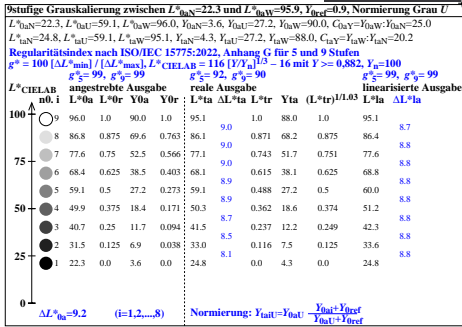 9stufige Grauskalierung zwischen L*0aN=22.3 und L*0aW=95.9, Y0ref=0.9, Normierung Grau U
L*0aN=22.3, L*0aU=59.1, L*0aW=96.0, Y0aN=3.6, Y0aU=27.2, Y0aW=90.0, C0aY=Y0aW:Y0aN=25.0
L*taN=24.8, L*taU=59.1, L*taW=95.1, YtaN=4.3, YtaU=27.2, YtaW=88.0, CtaY=YtaW:YtaN=20.2
Regularitätsindex nach ISO/IEC 15775:2022, Anhang G für 5 und 9 Stufen
g* = 100 [ΔL*min] / [ΔL*max], L*CIELAB = 116 [Y/Yn]1/3 − 16 mit Y >= 0,882, Yn=100
g*5= 99, g*9= 99 g*5= 92, g*9= 90 g*5= 99, g*9= 99
L*CIELAB angestrebte Ausgabe reale Ausgabe linearisierte Ausgabe
n0. i L*0a L*0r Y0a Y0r L*ta ΔL*ta L*tr Yta (L*tr)1/1.03 L*la ΔL*la
9 96.0 1.0 90.0 1.0 95.1 1.0 88.0 1.0 95.1
9.0 8.7
100
8 86.8 0.875 69.6 0.763 86.1 0.871 68.2 0.875 86.4
9.0 8.8
7 77.6 0.75 52.5 0.566 77.1 0.743 51.7 0.751 77.6
75
8.9 8.8
6 68.4 0.625 38.5 0.403 68.1 0.615 38.1 0.625 68.8
9.0 8.8
5 59.1 0.5 27.2 0.273 59.1 0.488 27.2 0.5 60.0
8.9 8.8
50
4 49.9 0.375 18.4 0.171 50.3 0.362 18.6 0.374 51.2
8.7 8.8
3 40.7 0.25 11.7 0.094 41.5 0.237 12.2 0.249 42.3
8.5 8.8
2 31.5 0.125 6.9 0.038 33.0 0.116 7.5 0.125 33.6
8.1 8.8
25
1 22.3 0.0 3.6 0.0 24.8 0.0 4.3 0.0 24.8
0
ΔL*0a=9.2 (i=1,2,...,8) Normierung: YtaiU=Y0aU Y0ai+Y0ref
Y0aU+Y0ref